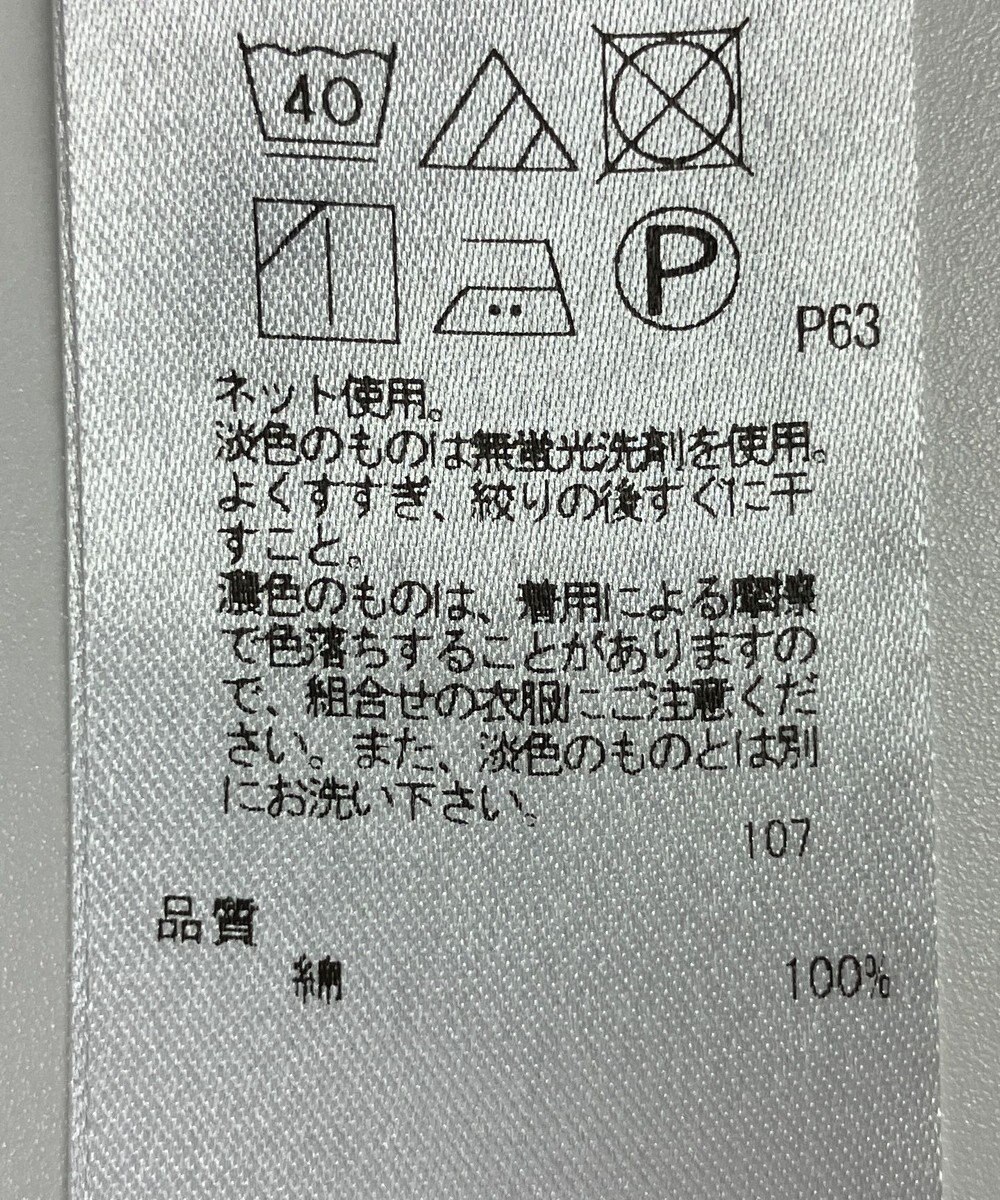 40
P
P63
ネット使用。
淡色のものは無蛍光洗剤を使用。
よくすすぎ、絞りの後すぐに干
すこと。
濃色のものは、着用による摩擦
で色落ちすることがありますの
で、組合せの衣服にご注意くだ
さい。また、淡色のものとは別
にお洗い下さい。
107
品質
綿 100%